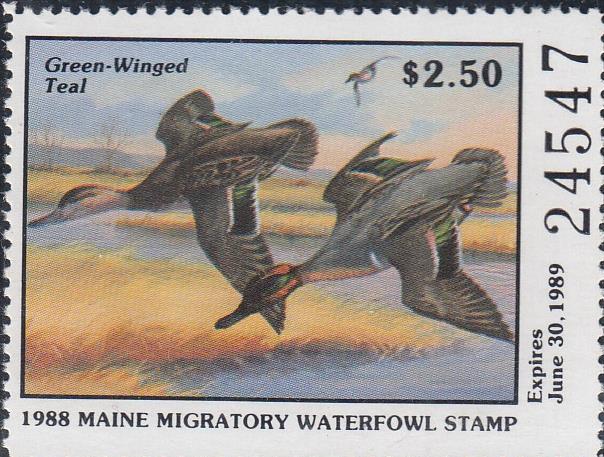 Green-Winged
Teal
$2.50
24547
Expires
June 30, 1989
1988 MAINE MIGRATORY WATERFOWL STAMP